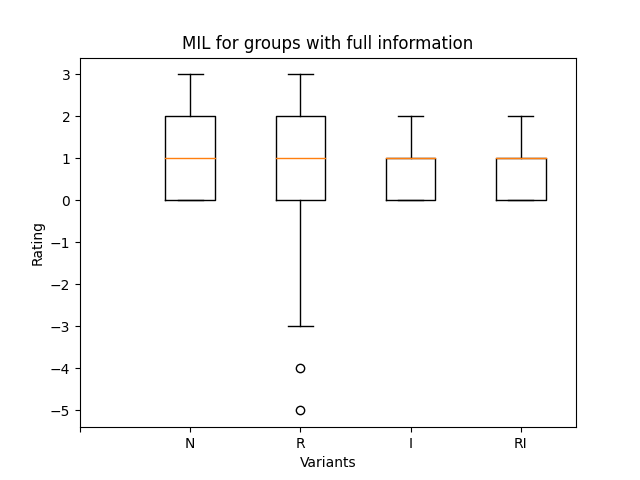 MIL for groups with full information
3
2
1
0
−1
−2
−3
−4
−5
Rating
N R I RI
Variants